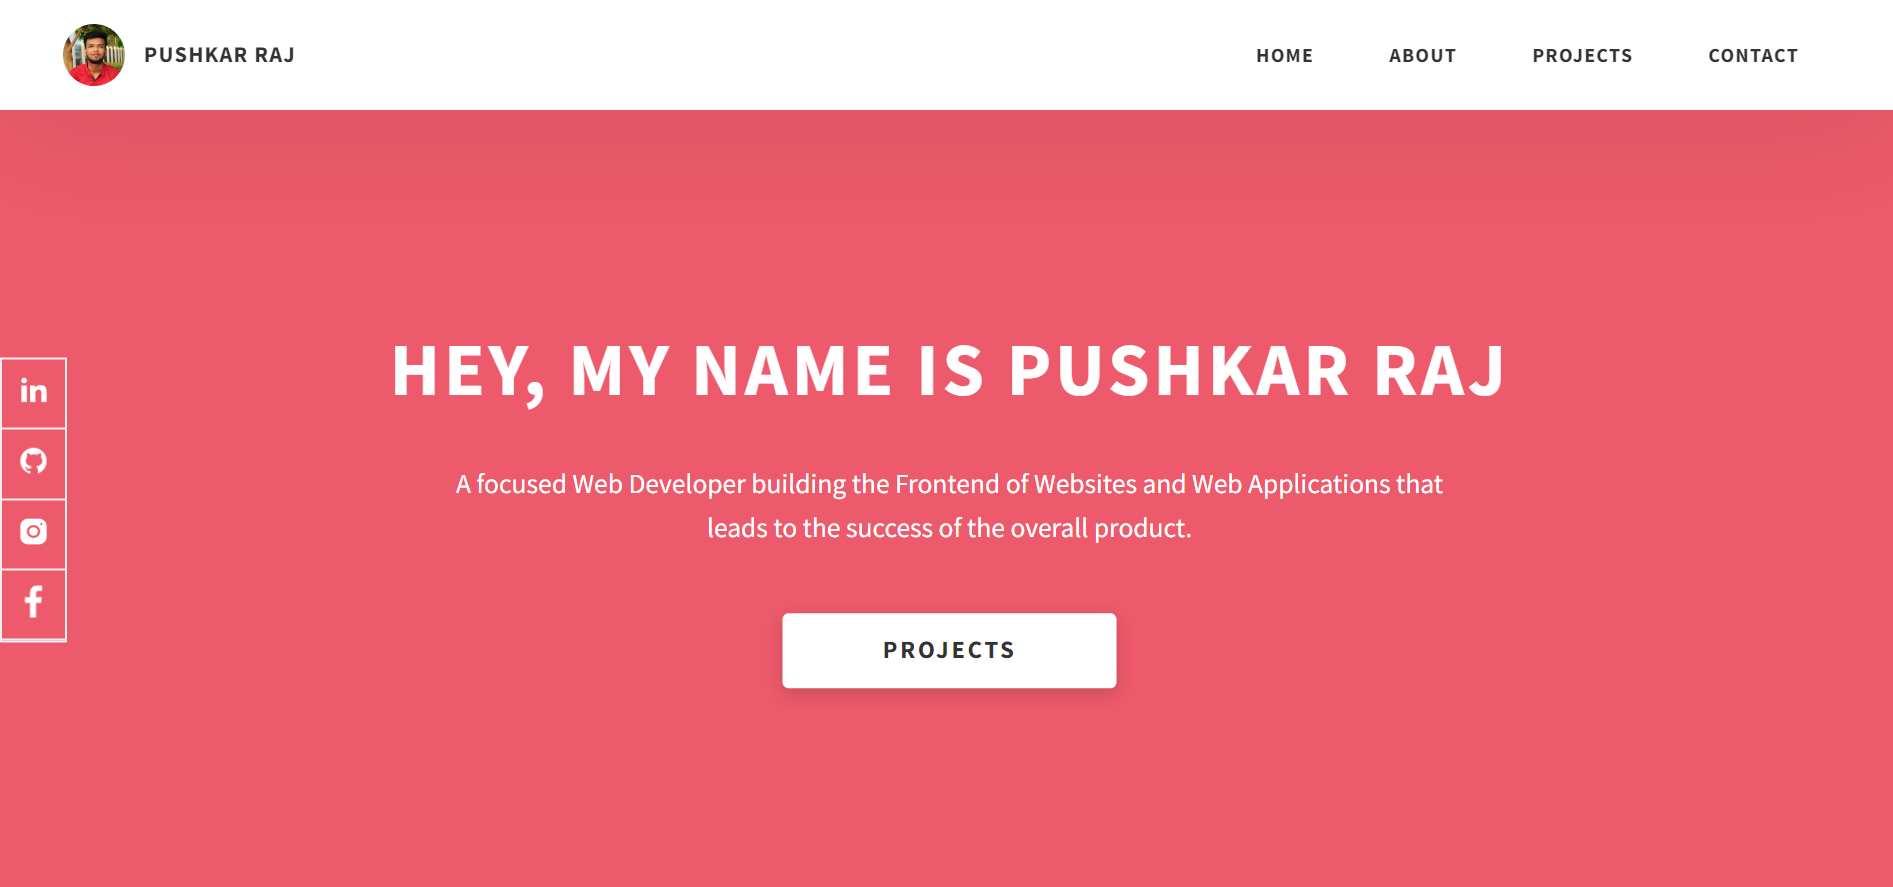 PUSHKAR RAJ
HOME
ABOUT
PROJECTS
CONTACT
HEY, MY NAME IS PUSHKAR RAJ
A focused Web Developer building the Frontend of Websites and Web Applications that
leads to the success of the overall product.
PROJECTS